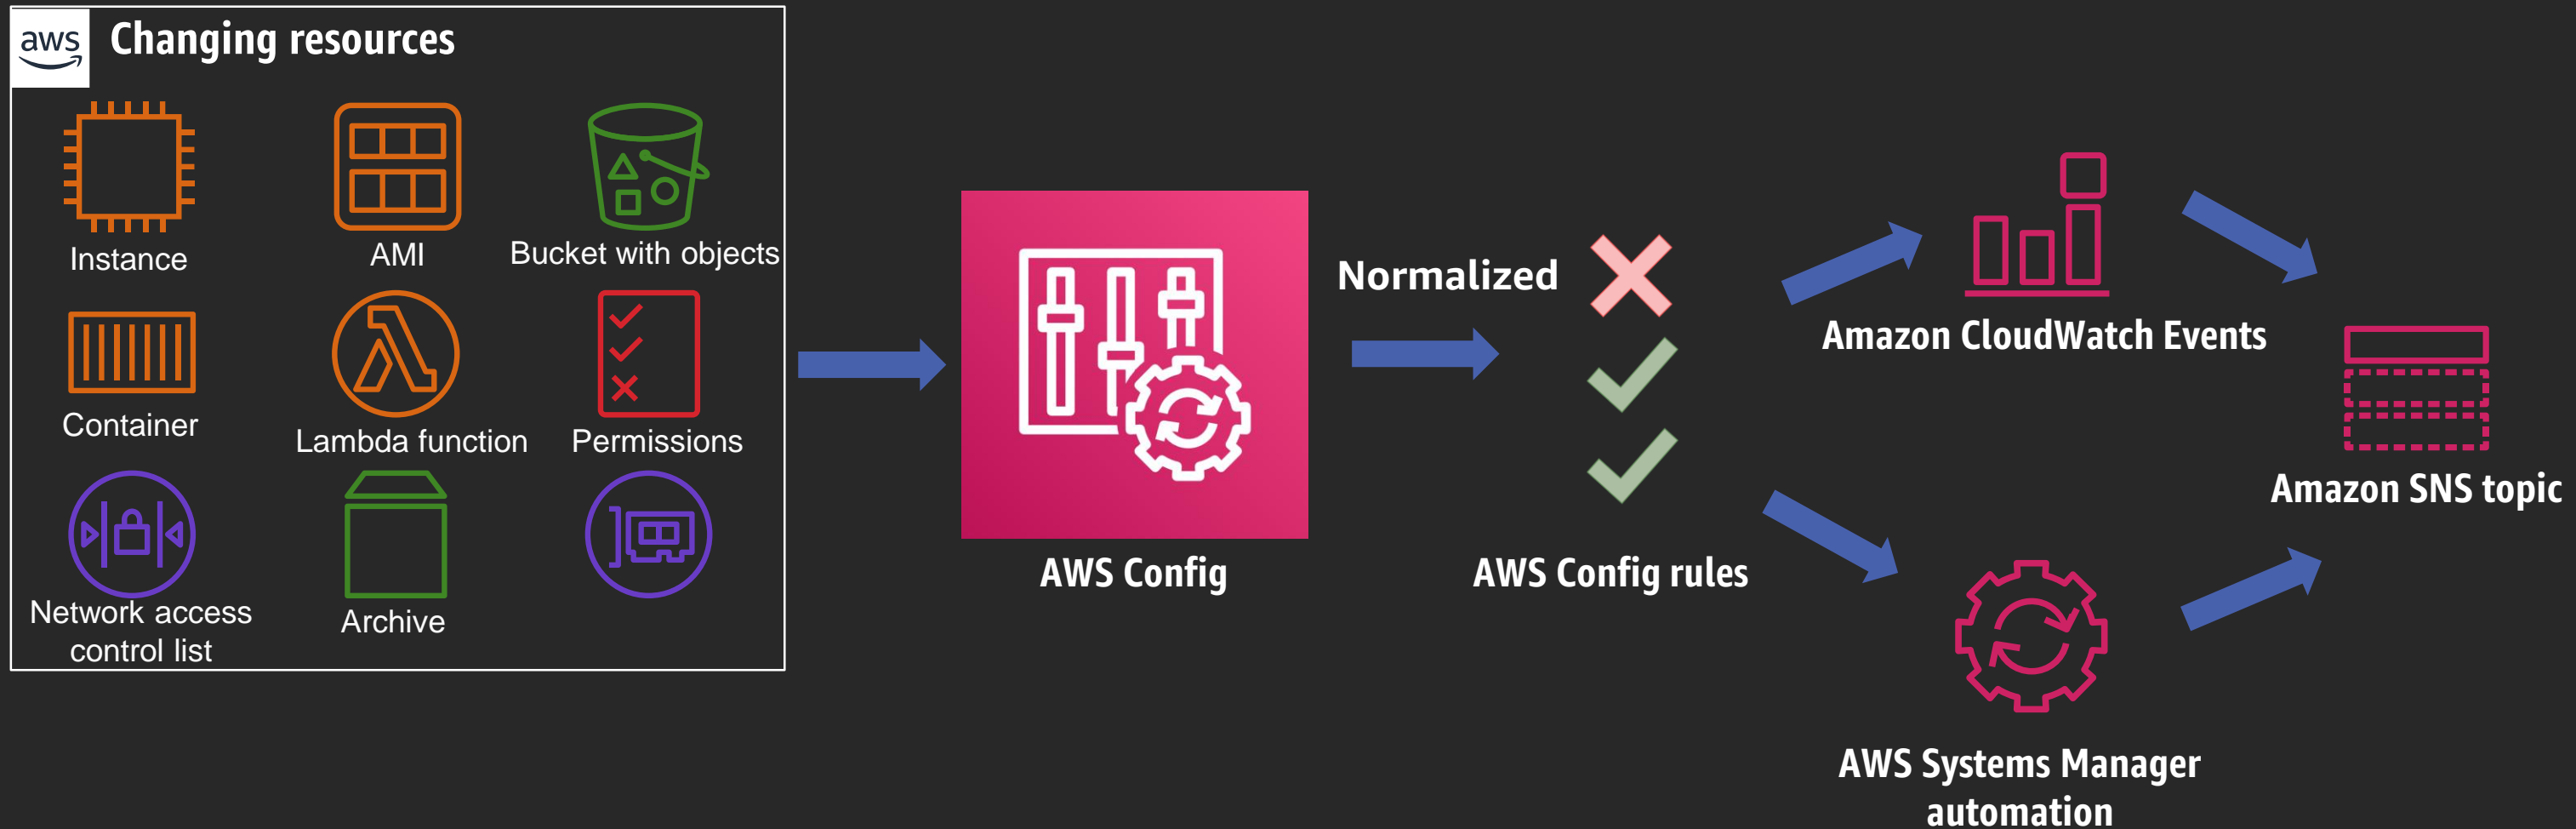 aws
Changing resources
Instance
AMI
Bucket with objects
Container
Lambda function
Permissions
Network access
control list
Archive
AWS Config
Normalized
AWS Config rules
Amazon CloudWatch Events
AWS Systems Manager
automation
Amazon SNS topic